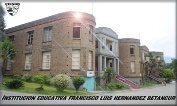 INSTITUCION EDUCATIVA FRANCISCO LUIS HERNANDEZ BETANCUR